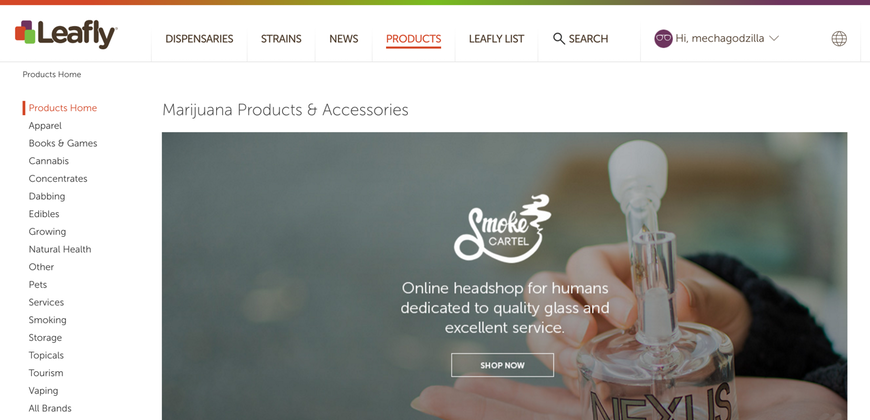 Leafly
DISPENSARIES
STRAINS
NEWS
PRODUCTS
LEAFLY LIST
SEARCH
Hi, mechagodzilla
Products Home
Products Home
Apparel
Books & Games
Cannabis
Concentrates
Dabbing
Edibles
Growing
Natural Health
Other
Pets
Services
Smoking
Storage
Topicals
Tourism
Vaping
All Brands
Marijuana Products & Accessories
Smoke
CARTEL
Online headshop for humans
dedicated to quality glass and
excellent service.
SHOP NOW
NEXUS